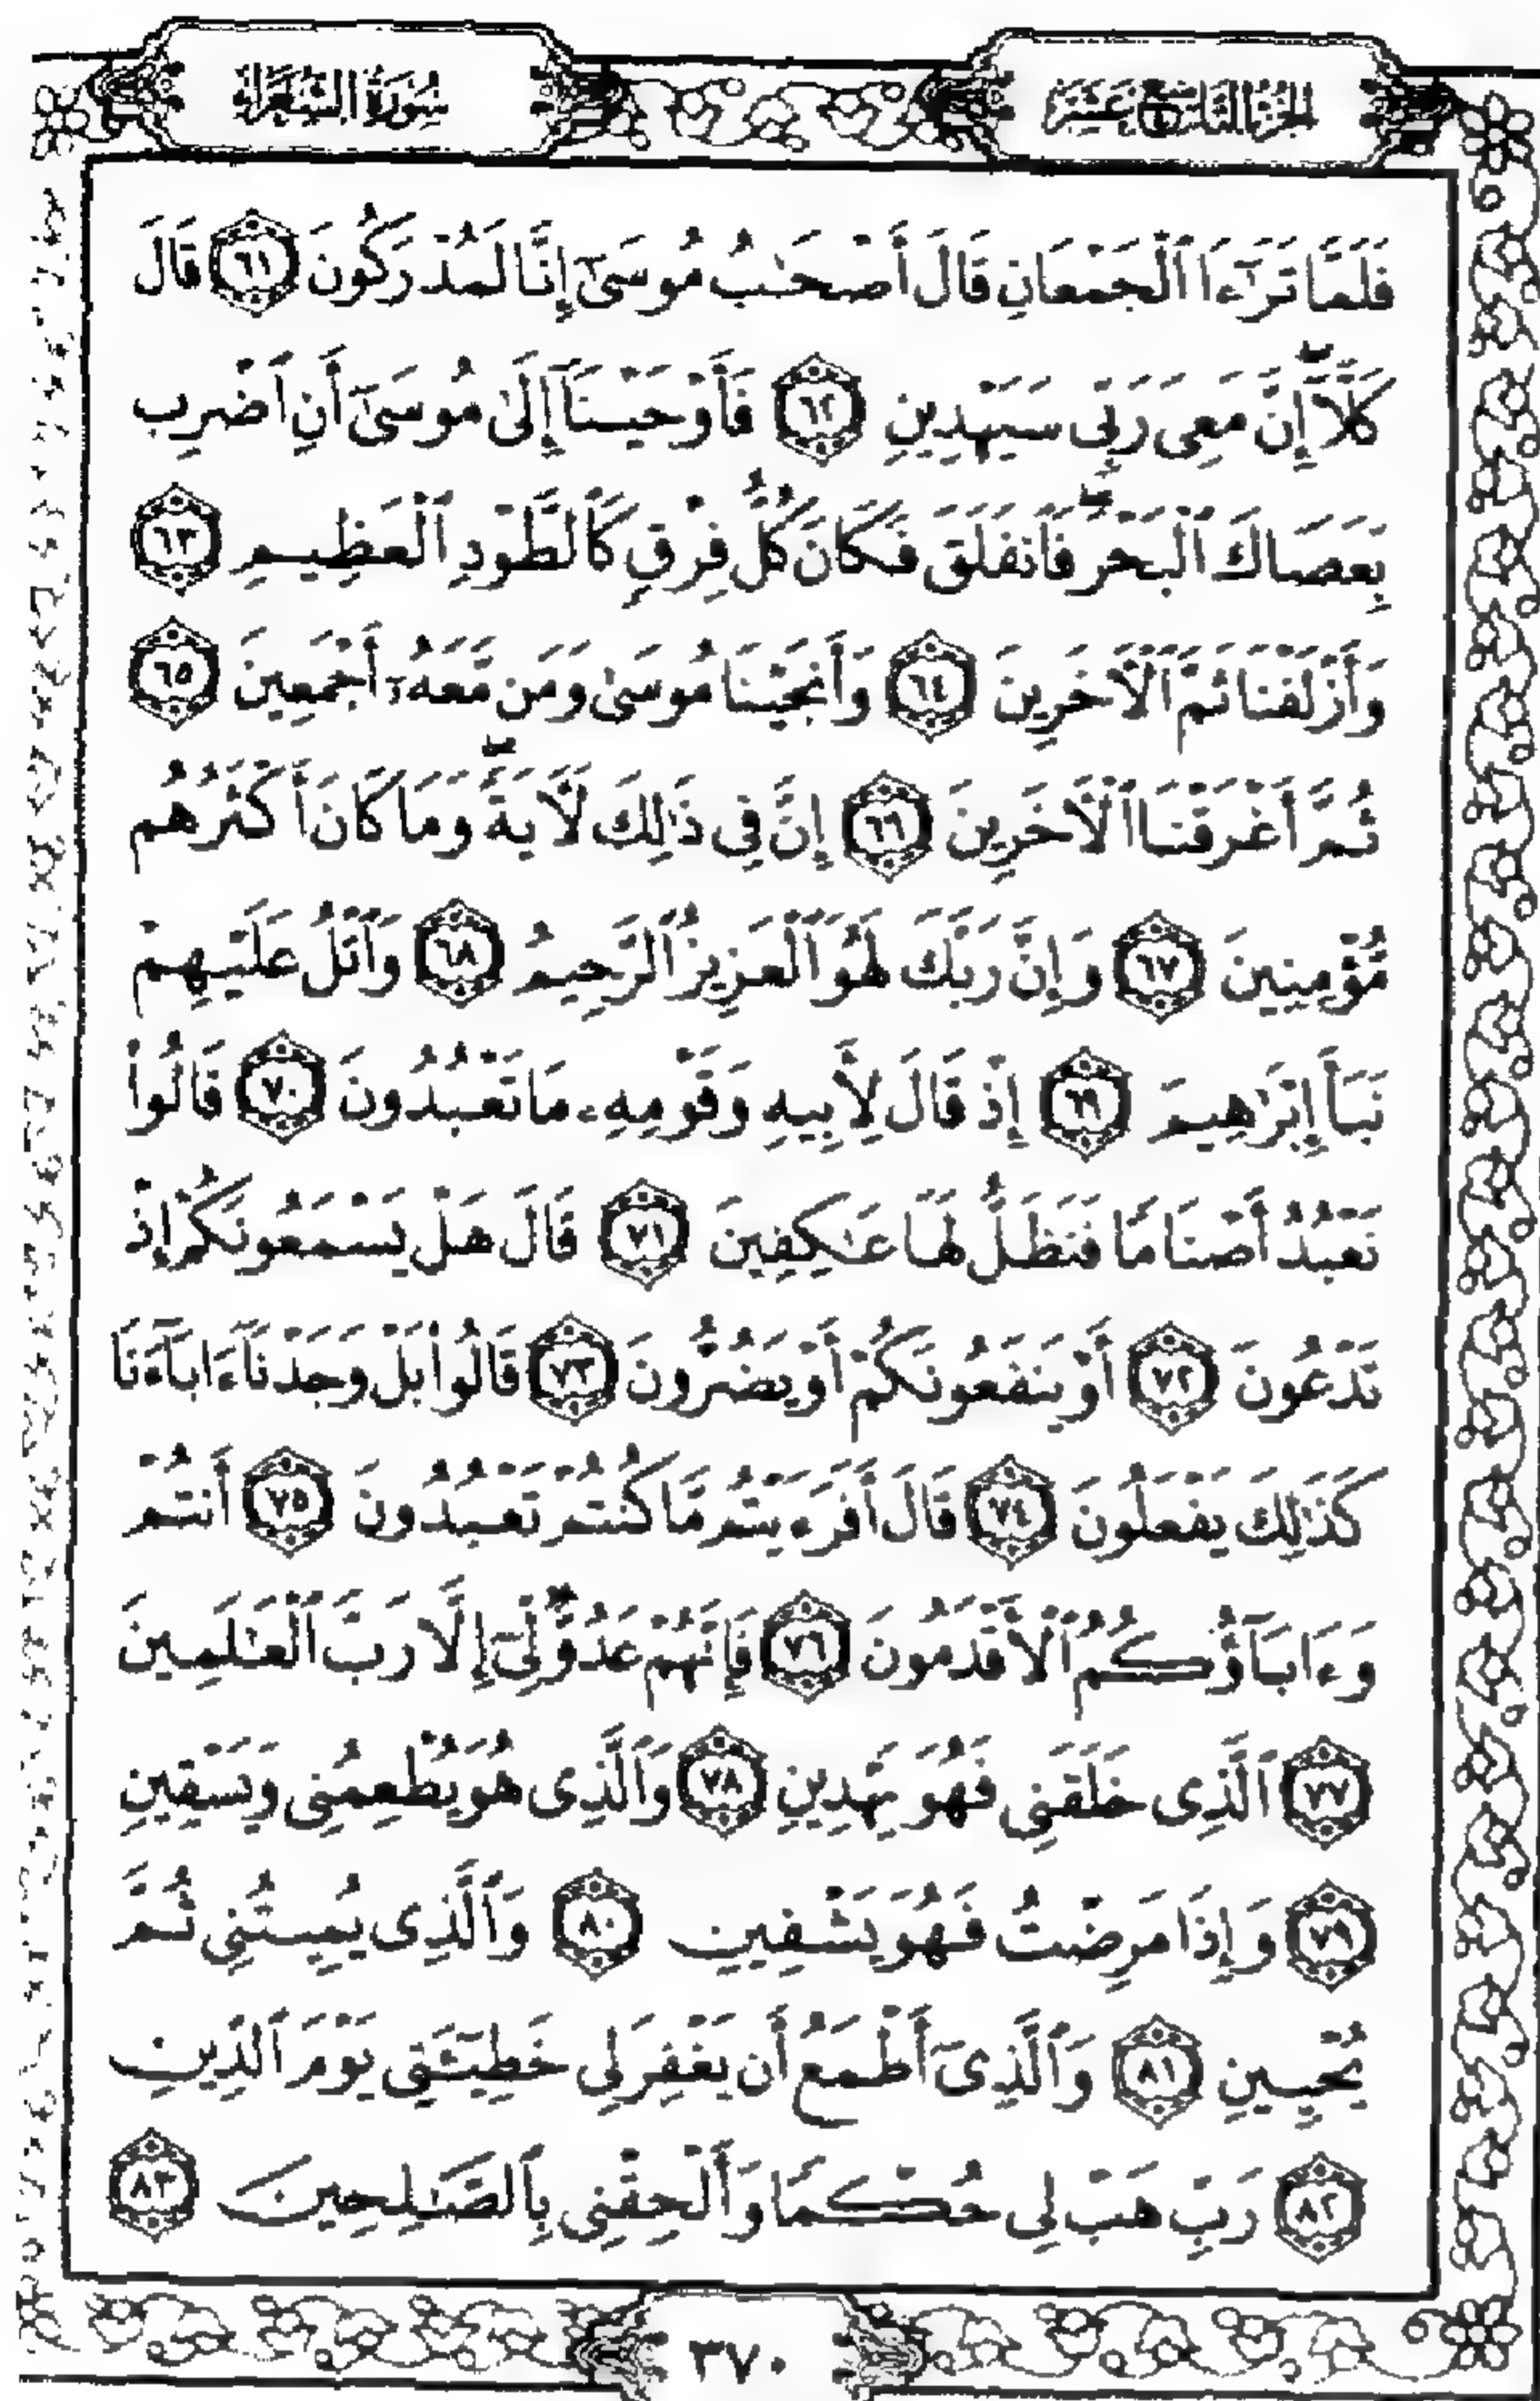 الجزء التاسع عشر
سورة الشعراء
فَلَمَّا تَرَٰٓءَا ٱلْجَمْعَانِ قَالَ أَصْحَٰبُ مُوسَىٰٓ إِنَّا لَمُدْرَكُونَ ٦١ قَالَ
كَلَّآ ۖ إِنَّ مَعِىَ رَبِّى سَيَهْدِينِ ٦٢ فَأَوْحَيْنَآ إِلَىٰ مُوسَىٰٓ أَنِ ٱضْرِب
بِّعَصَاكَ ٱلْبَحْرَ ۖ فَٱنفَلَقَ فَكَانَ كُلُّ فِرْقٍ كَٱلطَّوْدِ ٱلْعَظِيمِ ٦٣
وَأَزْلَفْنَا ثَمَّ ٱلْأَخَرِينَ ٦٤ وَأَنجَيْنَا مُوسَىٰ وَمَن مَّعَهُۥٓ أَجْمَعِينَ ٦٥
ثُمَّ أَغْرَقْنَا ٱلْأَخَرِينَ ٦٦ إِنَّ فِى ذَٰلِكَ لَأَيَةً ۖ وَمَا كَانَ أَكْثَرُهُم
مُّؤْمِنِينَ ٦٧ وَإِنَّ رَبَّكَ لَهُوَ ٱلْعَزِيزُ ٱلرَّحِيمُ ٦٨ وَٱتْلُ عَلَيْهِمْ
نَبَأَ إِبْرَٰهِيمَ ٦٩ إِذْ قَالَ لِأَبِيهِ وَقَوْمِهِۦ مَا تَعْبُدُونَ ٧٠ قَالُوا۟
نَعْبُدُ أَصْنَامًا فَنَظَلُّ لَهَا عَٰكِفِينَ ٧١ قَالَ هَلْ يَسْمَعُونَكُمْ إِذْ
تَدْعُونَ ٧٢ أَوْ يَنفَعُونَكُمْ أَوْ يَضُرُّونَ ٧٣ قَالُوا۟ بَلْ وَجَدْنَآ ءَابَآءَنَا
كَذَٰلِكَ يَفْعَلُونَ ٧٤ قَالَ أَفَرَءَيْتُم مَّا كُنتُمْ تَعْبُدُونَ ٧٥ أَنتُمْ
وَءَابَآؤُكُمُ ٱلْأَقْدَمُونَ ٧٦ فَإِنَّهُمْ عَدُوٌّ لِّىٓ إِلَّا رَبَّ ٱلْعَٰلَمِينَ
٧٧ ٱلَّذِى خَلَقَنِى فَهُوَ يَهْدِينِ ٧٨ وَٱلَّذِى هُوَ يُطْعِمُنِى وَيَسْقِينِ
٧٩ وَإِذَا مَرِضْتُ فَهُوَ يَشْفِينِ ٨٠ وَٱلَّذِى يُمِيتُنِى ثُمَّ
يُحْيِينِ ٨١ وَٱلَّذِىٓ أَطْمَعُ أَن يَغْفِرَ لِى خَطِيٓـَٔتِى يَوْمَ ٱلدِّينِ
٨٢ رَبِّ هَبْ لِى حُكْمًا وَأَلْحِقْنِى بِٱلصَّٰلِحِينَ ٨٣
٣٧٠